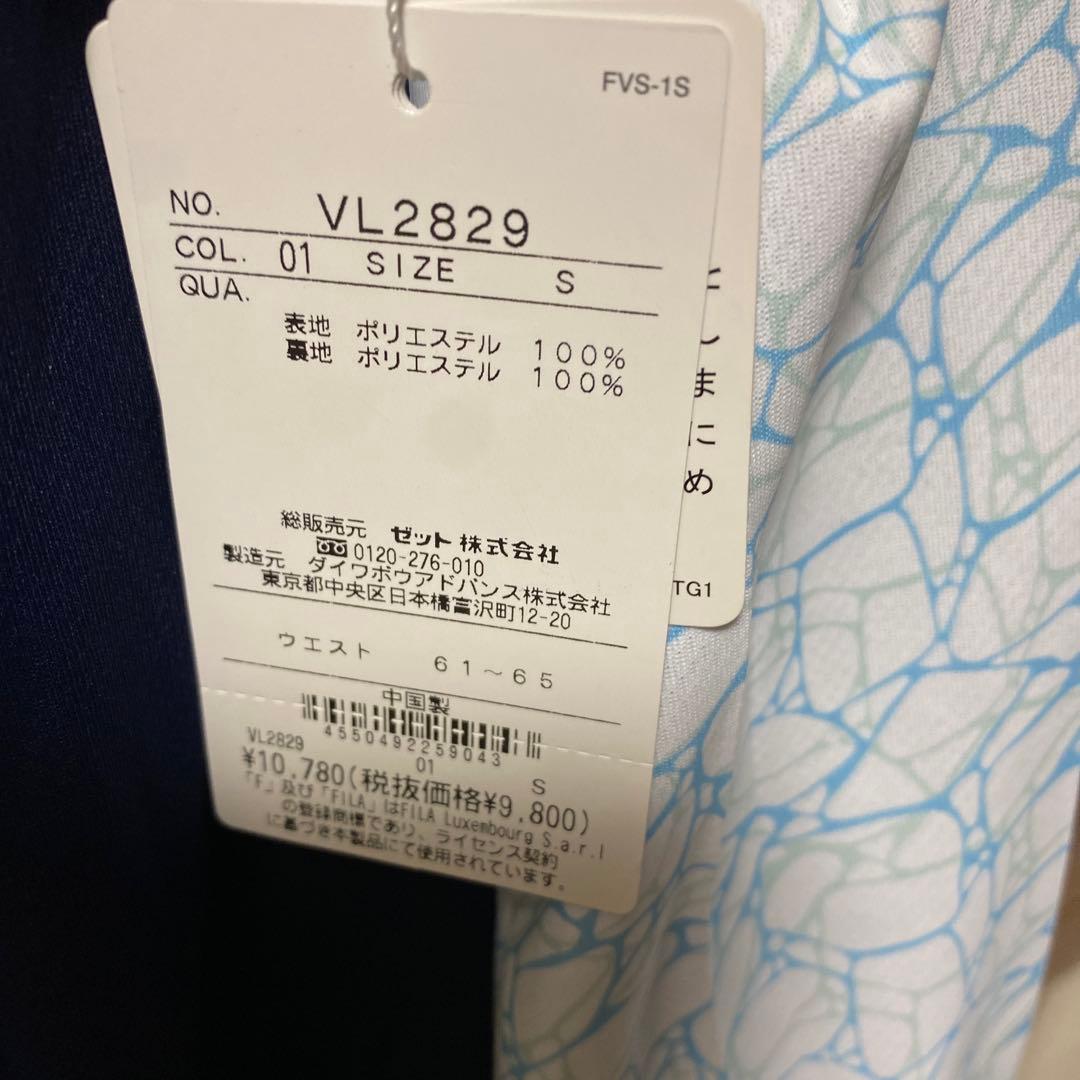 FVS-1S
NO. VL2829
COL. 01 SIZE S
QUA.
表地 ポリエステル 100%
裏地 ポリエステル 100%
総販売元 ゼット株式会社
0120-276-010
製造元 ダイワボウアドバンス株式会社
東京都中央区日本橋富沢町12-20
ウエスト 61～65
中国製
4550492259043
VL2829 01 S
¥10,780(税抜価格¥9,800)
「F」及び「FILA」はFILA Luxembourg S.a.r.l
の登録商標であり、ライセンス契約
に基づき本製品にて使用されています。
し
ま
に
め
TG1